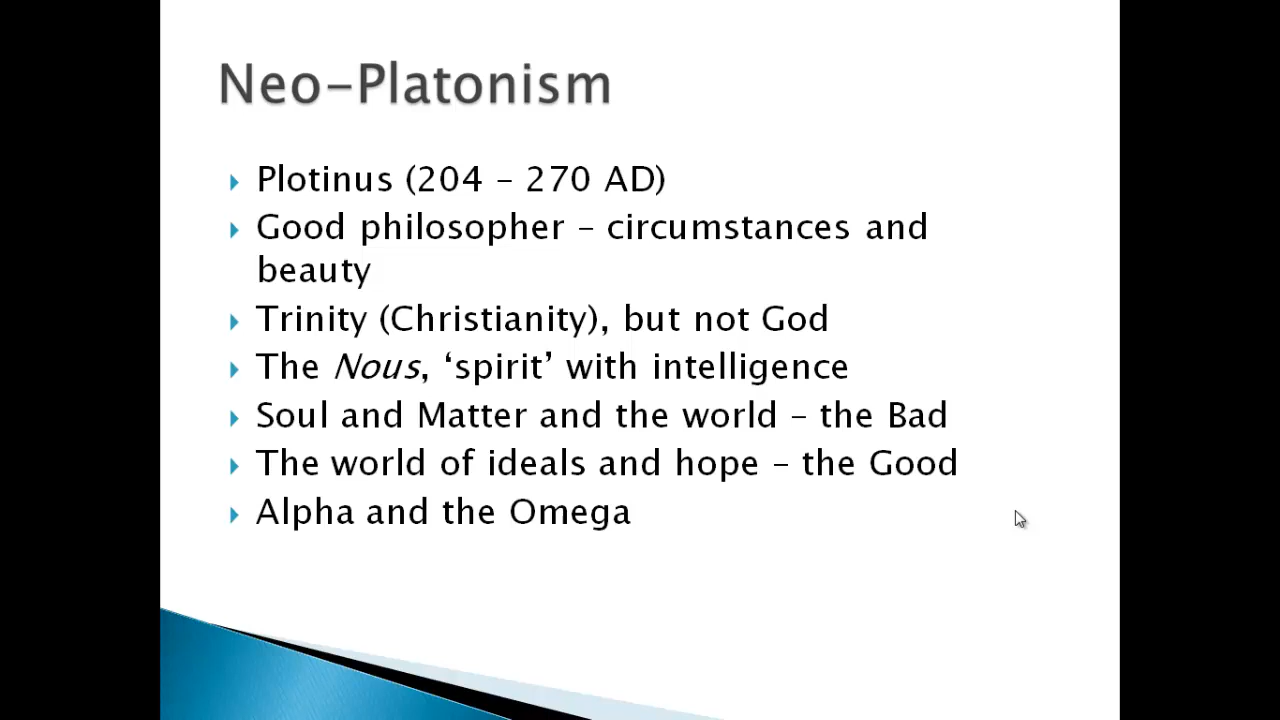 Neo-Platonism
Plotinus (204 – 270 AD)
Good philosopher – circumstances and
beauty
Trinity (Christianity), but not God
The Nous, ‘spirit’ with intelligence
Soul and Matter and the world – the Bad
The world of ideals and hope – the Good
Alpha and the Omega